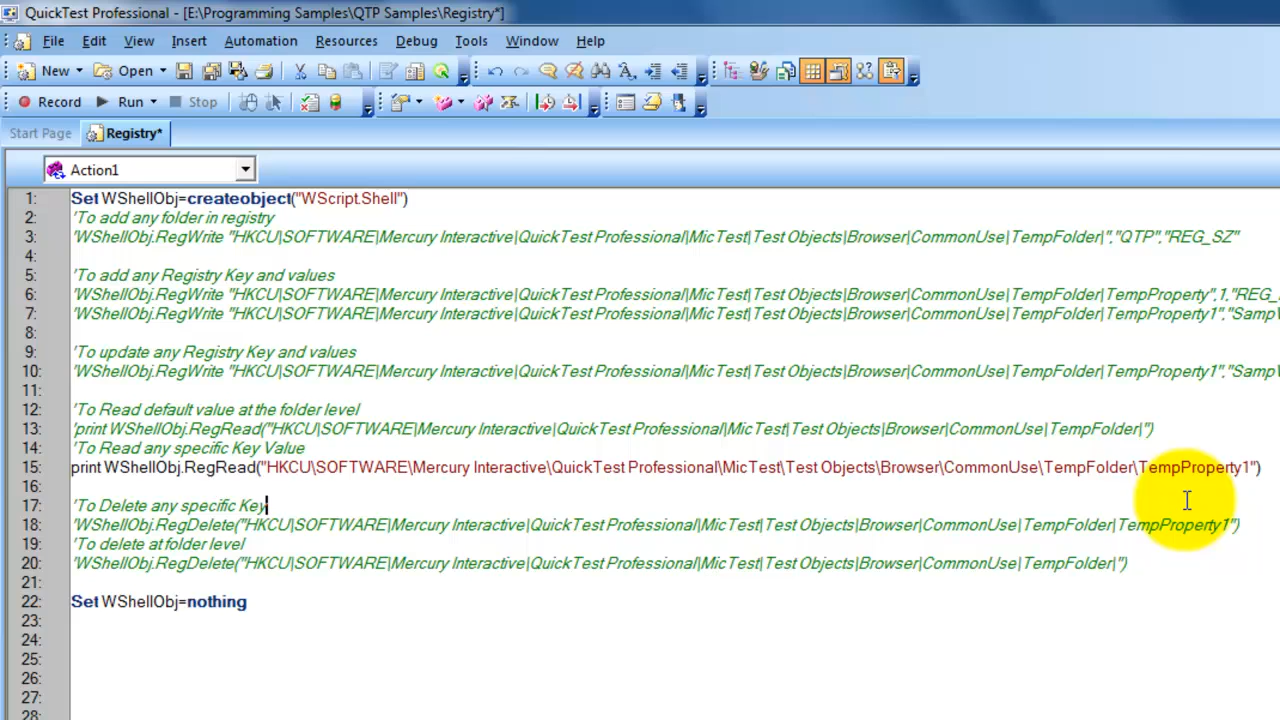 QuickTest Professional - [E:\Programming Samples\QTP Samples\Registry*]
File Edit View Insert Automation Resources Debug Tools Window Help
New Open
Record Run Stop
Start Page Registry*
Action1
1: Set WShellObj=createobject("WScript.Shell")
2: 'To add any folder in registry
3: 'WShellObj.RegWrite "HKCU\SOFTWARE\Mercury Interactive\QuickTest Professional\MicTest\Test Objects\Browser\CommonUse\TempFolder\","QTP","REG_SZ"
4:
5: 'To add any Registry Key and values
6: 'WShellObj.RegWrite "HKCU\SOFTWARE\Mercury Interactive\QuickTest Professional\MicTest\Test Objects\Browser\CommonUse\TempFolder\TempProperty",1,"REG_
7: 'WShellObj.RegWrite "HKCU\SOFTWARE\Mercury Interactive\QuickTest Professional\MicTest\Test Objects\Browser\CommonUse\TempFolder\TempProperty1","Samp
8:
9: 'To update any Registry Key and values
10: 'WShellObj.RegWrite "HKCU\SOFTWARE\Mercury Interactive\QuickTest Professional\MicTest\Test Objects\Browser\CommonUse\TempFolder\TempProperty1","Samp
11:
12: 'To Read default value at the folder level
13: 'print WShellObj.RegRead("HKCU\SOFTWARE\Mercury Interactive\QuickTest Professional\MicTest\Test Objects\Browser\CommonUse\TempFolder\")
14: 'To Read any specific Key Value
15: print WShellObj.RegRead("HKCU\SOFTWARE\Mercury Interactive\QuickTest Professional\MicTest\Test Objects\Browser\CommonUse\TempFolder\TempProperty1")
16:
17: 'To Delete any specific Key
18: 'WShellObj.RegDelete("HKCU\SOFTWARE\Mercury Interactive\QuickTest Professional\MicTest\Test Objects\Browser\CommonUse\TempFolder\TempProperty1")
19: 'To delete at folder level
20: 'WShellObj.RegDelete("HKCU\SOFTWARE\Mercury Interactive\QuickTest Professional\MicTest\Test Objects\Browser\CommonUse\TempFolder\")
21:
22: Set WShellObj=nothing
23:
24:
25:
26:
27:
28: